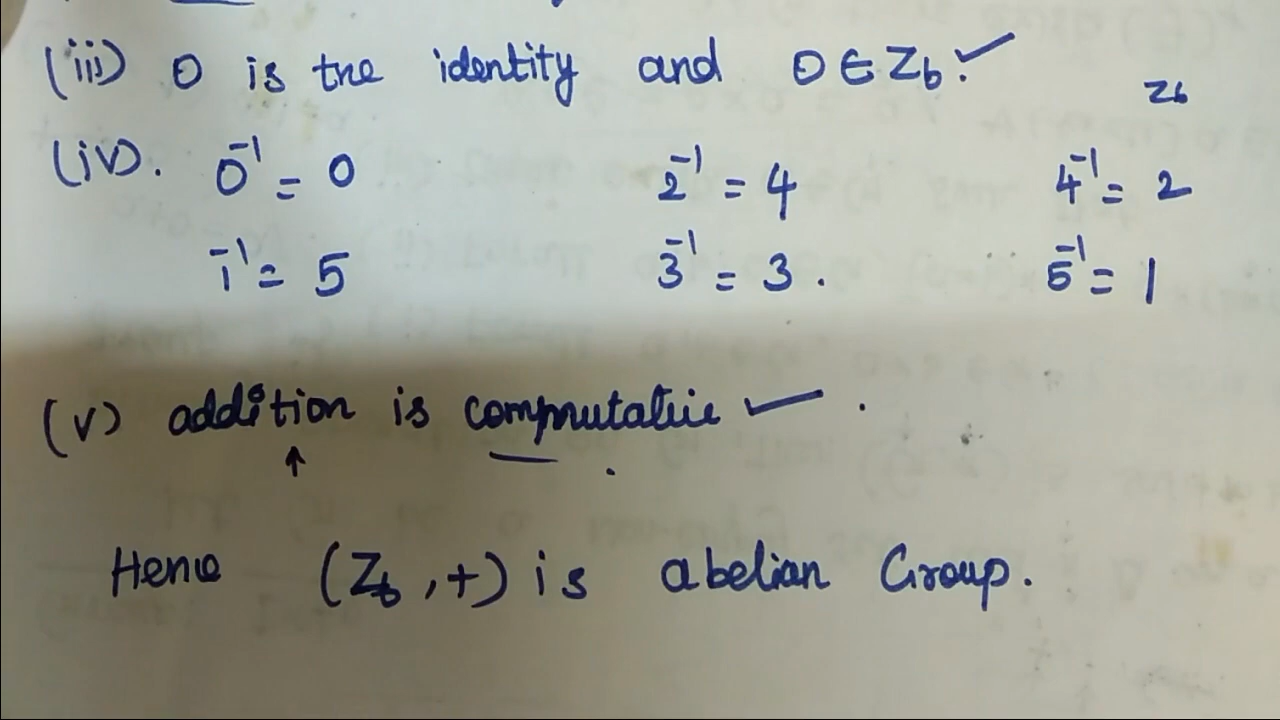 (iii) 0 is the identity and 0 ∈ Z₆. ✓
Z₆
(iv). 0⁻¹ = 0 2⁻¹ = 4 4⁻¹ = 2
1⁻¹ = 5 3⁻¹ = 3. 5⁻¹ = 1
(v) addition is commutative ✓.
↑
Hence (Z₆, +) is abelian Group.